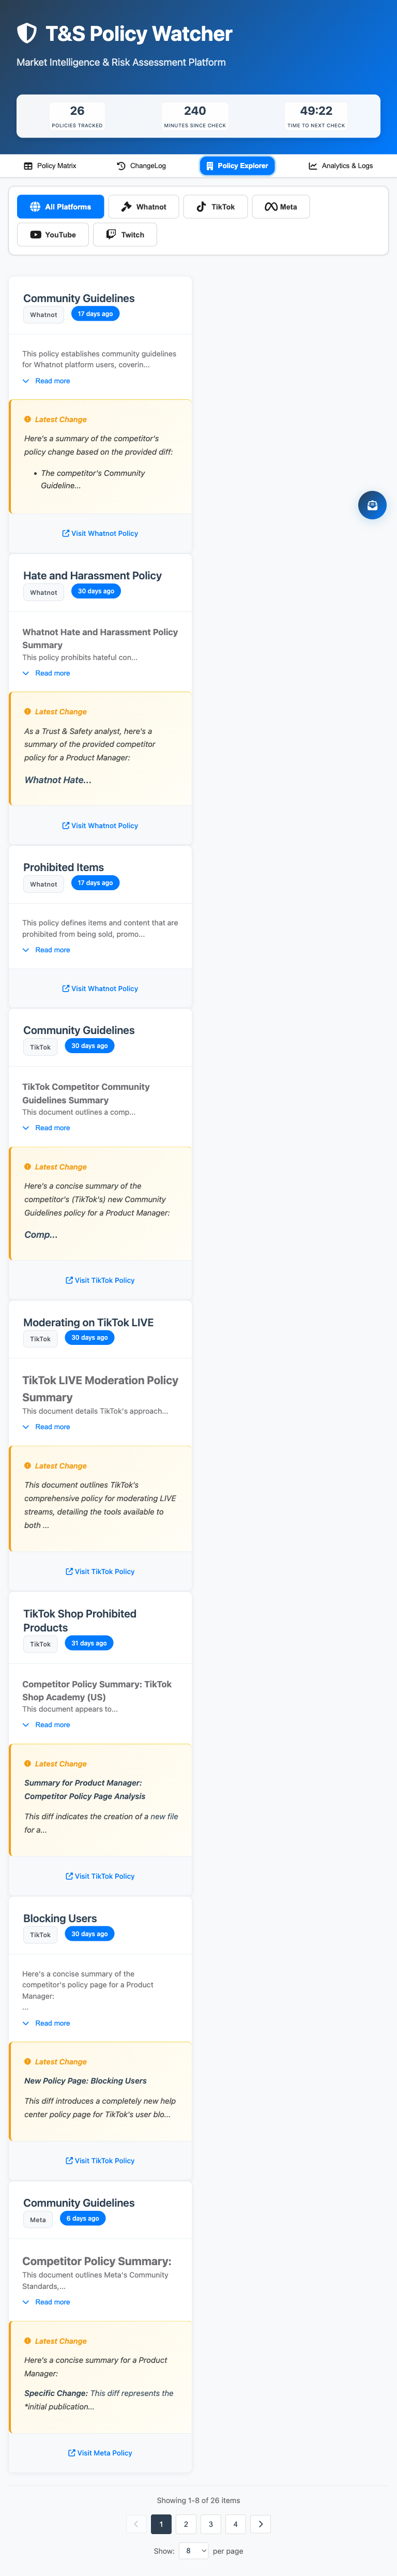 T&S Policy Watcher
Market Intelligence & Risk Assessment Platform
26
POLICIES TRACKED
240
MINUTES SINCE CHECK
49:22
TIME TO NEXT CHECK
Policy Matrix
ChangeLog
Policy Explorer
Analytics & Logs
All Platforms
Whatnot
TikTok
Meta
YouTube
Twitch
Community Guidelines
Whatnot
17 days ago
This policy establishes community guidelines
for Whatnot platform users, coverin...
Read more
Latest Change
Here's a summary of the competitor's
policy change based on the provided diff:
• The competitor's Community
Guideline...
Visit Whatnot Policy
Hate and Harassment Policy
Whatnot
30 days ago
Whatnot Hate and Harassment Policy
Summary
This policy prohibits hateful con...
Read more
Latest Change
As a Trust & Safety analyst, here's a
summary of the provided competitor
policy for a Product Manager:
Whatnot Hate...
Visit Whatnot Policy
Prohibited Items
Whatnot
17 days ago
This policy defines items and content that are
prohibited from being sold, promo...
Read more
Visit Whatnot Policy
Community Guidelines
TikTok
30 days ago
TikTok Competitor Community
Guidelines Summary
This document outlines a comp...
Read more
Latest Change
Here's a concise summary of the
competitor's (TikTok's) new Community
Guidelines policy for a Product Manager:
Comp...
Visit TikTok Policy
Moderating on TikTok LIVE
TikTok
30 days ago
TikTok LIVE Moderation Policy
Summary
This document details TikTok's approach...
Read more
Latest Change
This document outlines TikTok's
comprehensive policy for moderating LIVE
streams, detailing the tools available to
both ...
Visit TikTok Policy
TikTok Shop Prohibited
Products
TikTok
31 days ago
Competitor Policy Summary: TikTok
Shop Academy (US)
This document appears to...
Read more
Latest Change
Summary for Product Manager:
Competitor Policy Page Analysis
This diff indicates the creation of a new file
for a...
Visit TikTok Policy
Blocking Users
TikTok
30 days ago
Here's a concise summary of the
competitor's policy page for a Product
Manager:
...
Read more
Latest Change
New Policy Page: Blocking Users
This diff introduces a completely new help
center policy page for TikTok's user blo...
Visit TikTok Policy
Community Guidelines
Meta
6 days ago
Competitor Policy Summary:
This document outlines Meta's Community
Standards,...
Read more
Latest Change
Here's a concise summary for a Product
Manager:
Specific Change: This diff represents the
*initial publication...
Visit Meta Policy
Showing 1-8 of 26 items
1
2
3
4
Show: 8 per page